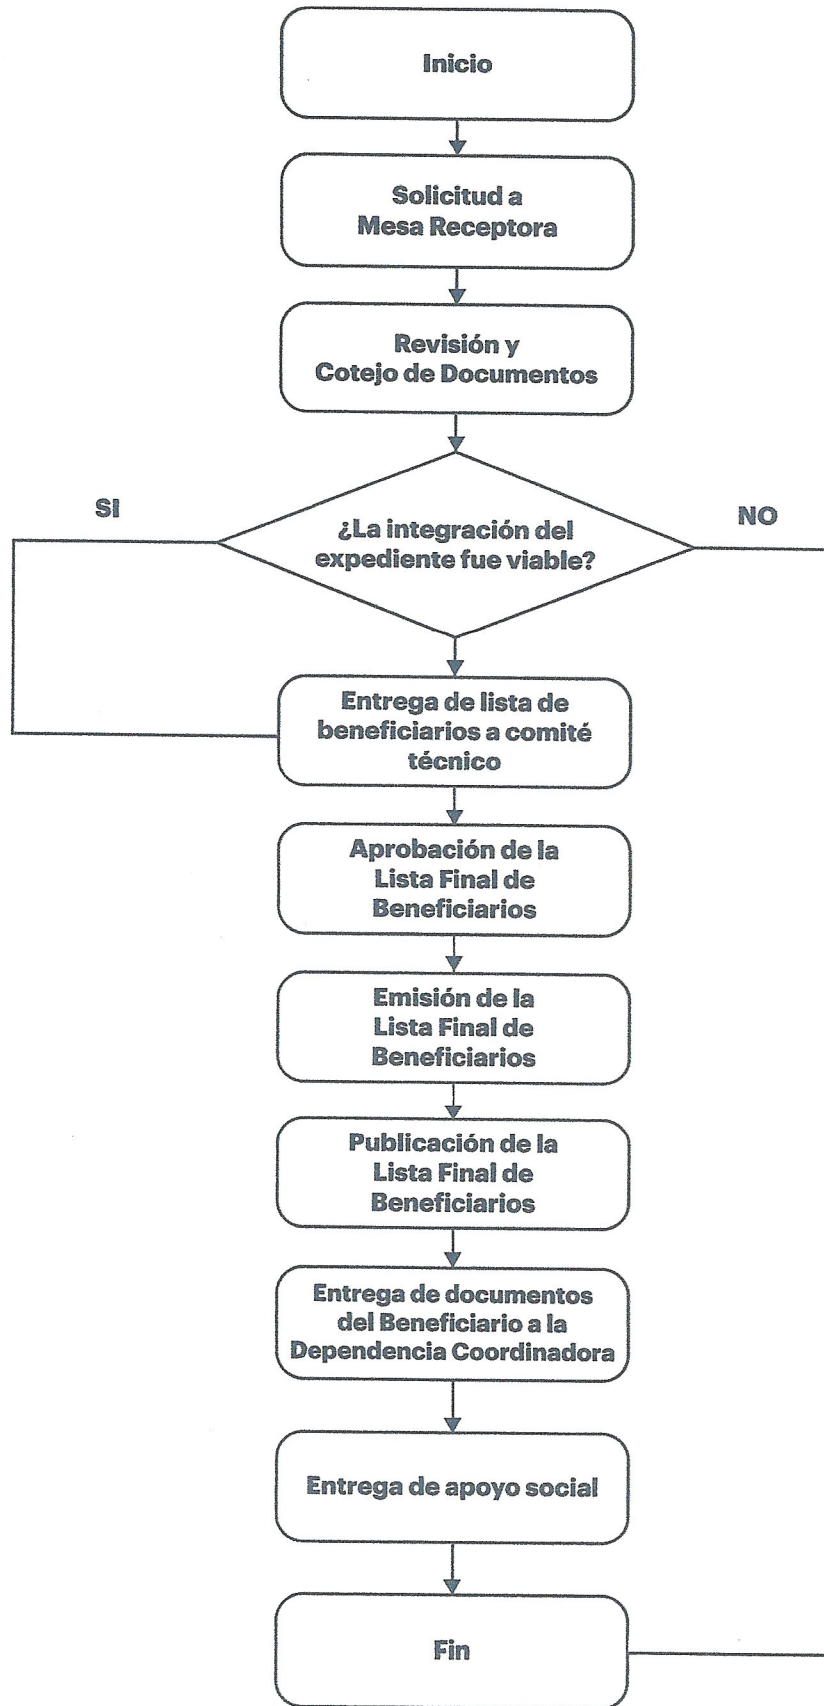 Inicio
Solicitud a
Mesa Receptora
Revisión y
Cotejo de Documentos
SI
¿La integración del
expediente fue viable?
NO
Entrega de lista de
beneficiarios a comité
técnico
Aprobación de la
Lista Final de
Beneficiarios
Emisión de la
Lista Final de
Beneficiarios
Publicación de la
Lista Final de
Beneficiarios
Entrega de documentos
del Beneficiario a la
Dependencia Coordinadora
Entrega de apoyo social
Fin